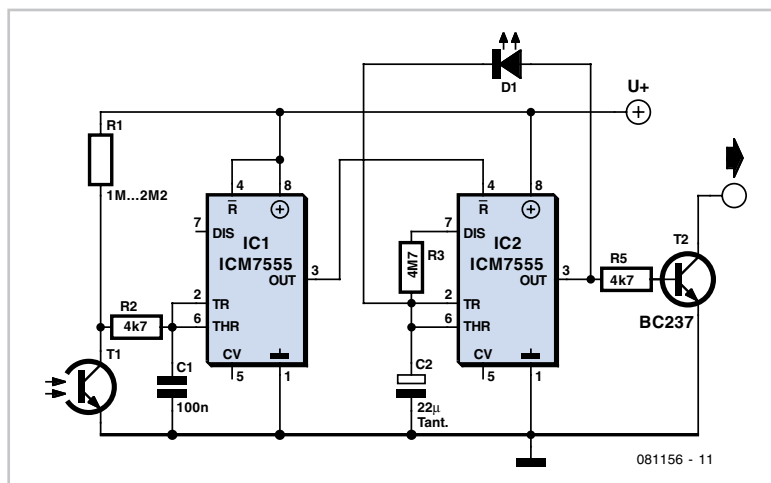 D1
U+
R1
1M...2M2
4
R
8
7
DIS
IC1
ICM7555
3
OUT
2
TR
6
THR
CV
5
1
R2
4k7
T1
C1
100n
4
R
8
7
DIS
R3
4M7
IC2
ICM7555
3
OUT
2
TR
6
THR
CV
5
1
C2
22µ
Tant.
R5
4k7
T2
BC237
081156 - 11